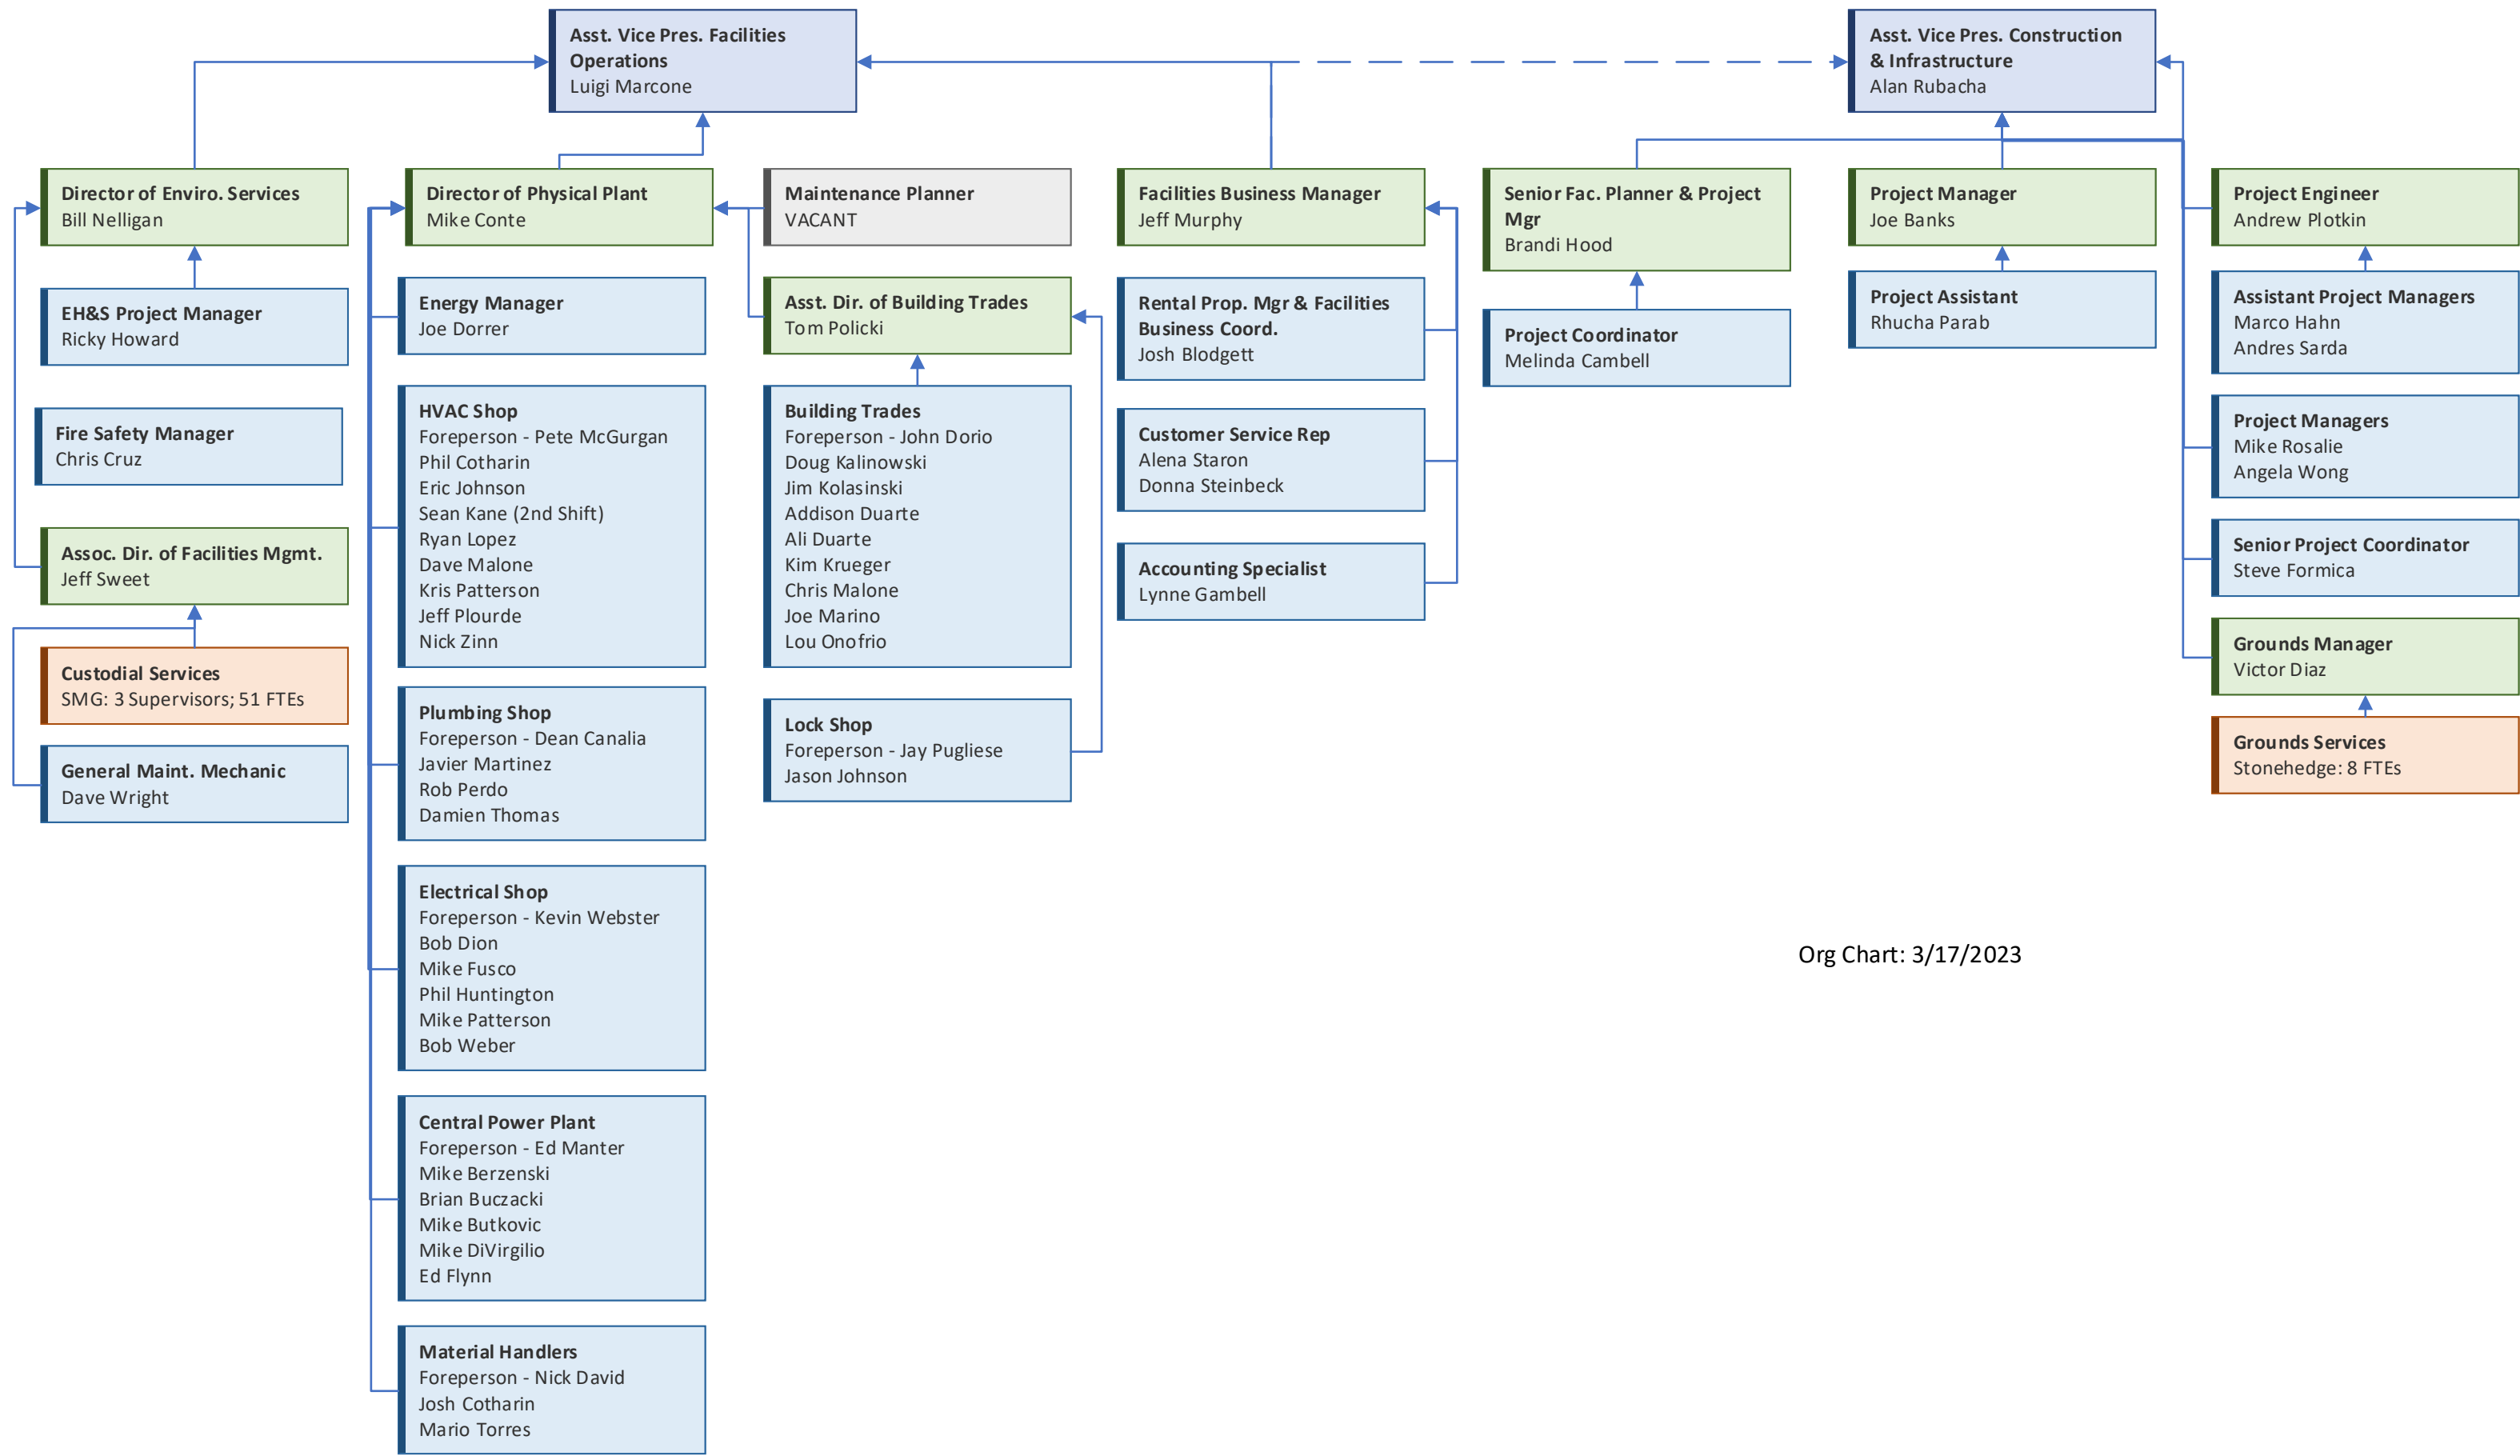 Asst. Vice Pres. Facilities
Operations
Luigi Marcone
Asst. Vice Pres. Construction
& Infrastructure
Alan Rubacha
Director of Enviro. Services
Bill Nelligan
EH&S Project Manager
Ricky Howard
Fire Safety Manager
Chris Cruz
Assoc. Dir. of Facilities Mgmt.
Jeff Sweet
Custodial Services
SMG: 3 Supervisors; 51 FTEs
General Maint. Mechanic
Dave Wright
Director of Physical Plant
Mike Conte
Energy Manager
Joe Dorrer
HVAC Shop
Foreperson - Pete McGurgan
Phil Cotharin
Eric Johnson
Sean Kane (2nd Shift)
Ryan Lopez
Dave Malone
Kris Patterson
Jeff Plourde
Nick Zinn
Plumbing Shop
Foreperson - Dean Canalia
Javier Martinez
Rob Perdo
Damien Thomas
Electrical Shop
Foreperson - Kevin Webster
Bob Dion
Mike Fusco
Phil Huntington
Mike Patterson
Bob Weber
Central Power Plant
Foreperson - Ed Manter
Mike Berzenski
Brian Buczacki
Mike Butkovic
Mike DiVirgilio
Ed Flynn
Material Handlers
Foreperson - Nick David
Josh Cotharin
Mario Torres
Maintenance Planner
VACANT
Asst. Dir. of Building Trades
Tom Policki
Building Trades
Foreperson - John Dorio
Doug Kalinowski
Jim Kolasinski
Addison Duarte
Ali Duarte
Kim Krueger
Chris Malone
Joe Marino
Lou Onofrio
Lock Shop
Foreperson - Jay Pugliese
Jason Johnson
Facilities Business Manager
Jeff Murphy
Rental Prop. Mgr & Facilities
Business Coord.
Josh Blodgett
Customer Service Rep
Alena Staron
Donna Steinbeck
Accounting Specialist
Lynne Gambell
Senior Fac. Planner & Project
Mgr
Brandi Hood
Project Coordinator
Melinda Cambell
Project Manager
Joe Banks
Project Assistant
Rhucha Parab
Project Engineer
Andrew Plotkin
Assistant Project Managers
Marco Hahn
Andres Sarda
Project Managers
Mike Rosalie
Angela Wong
Senior Project Coordinator
Steve Formica
Grounds Manager
Victor Diaz
Grounds Services
Stonehedge: 8 FTEs
Org Chart: 3/17/2023